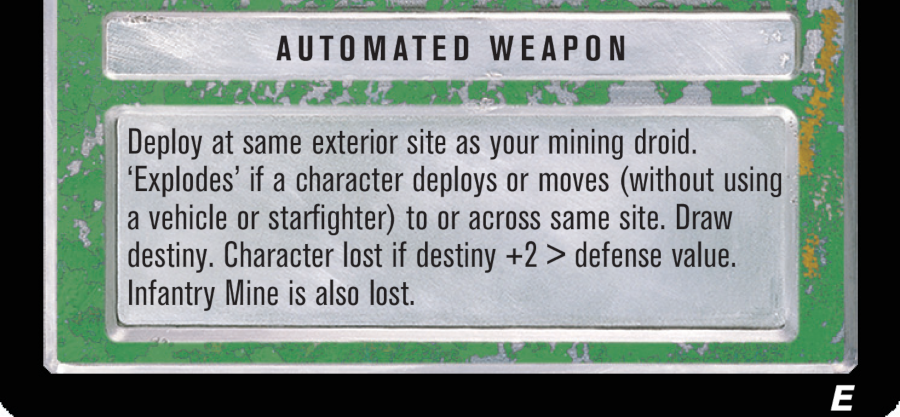 AUTOMATED WEAPON
Deploy at same exterior site as your mining droid.
‘Explodes’ if a character deploys or moves (without using
a vehicle or starfighter) to or across same site. Draw
destiny. Character lost if destiny +2 > defense value.
Infantry Mine is also lost.
E